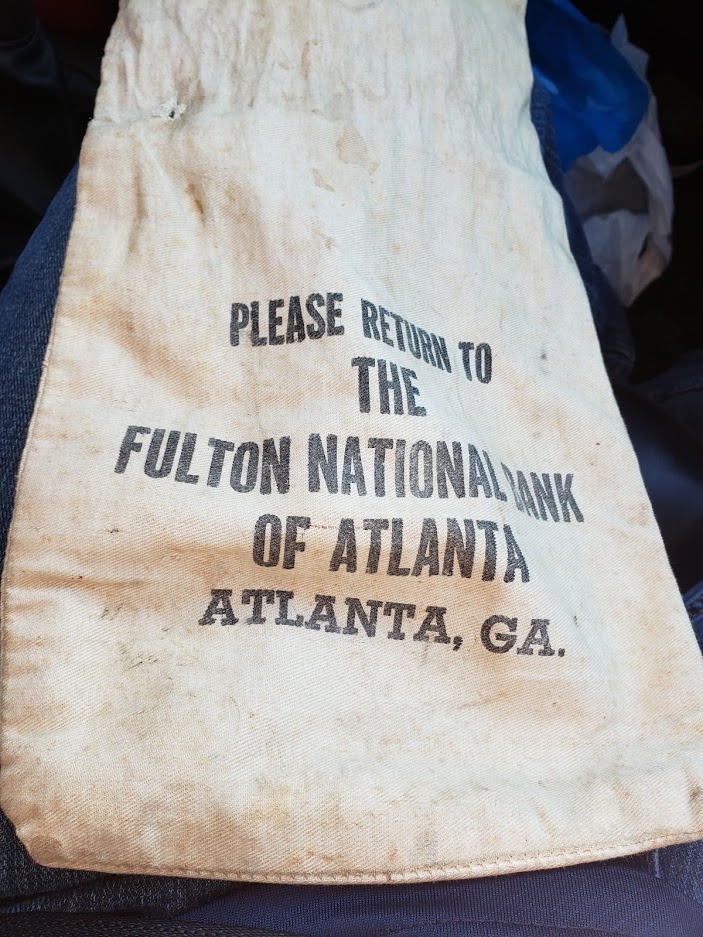 PLEASE RETURN TO
THE
FULTON NATIONAL BANK
OF ATLANTA
ATLANTA, GA.